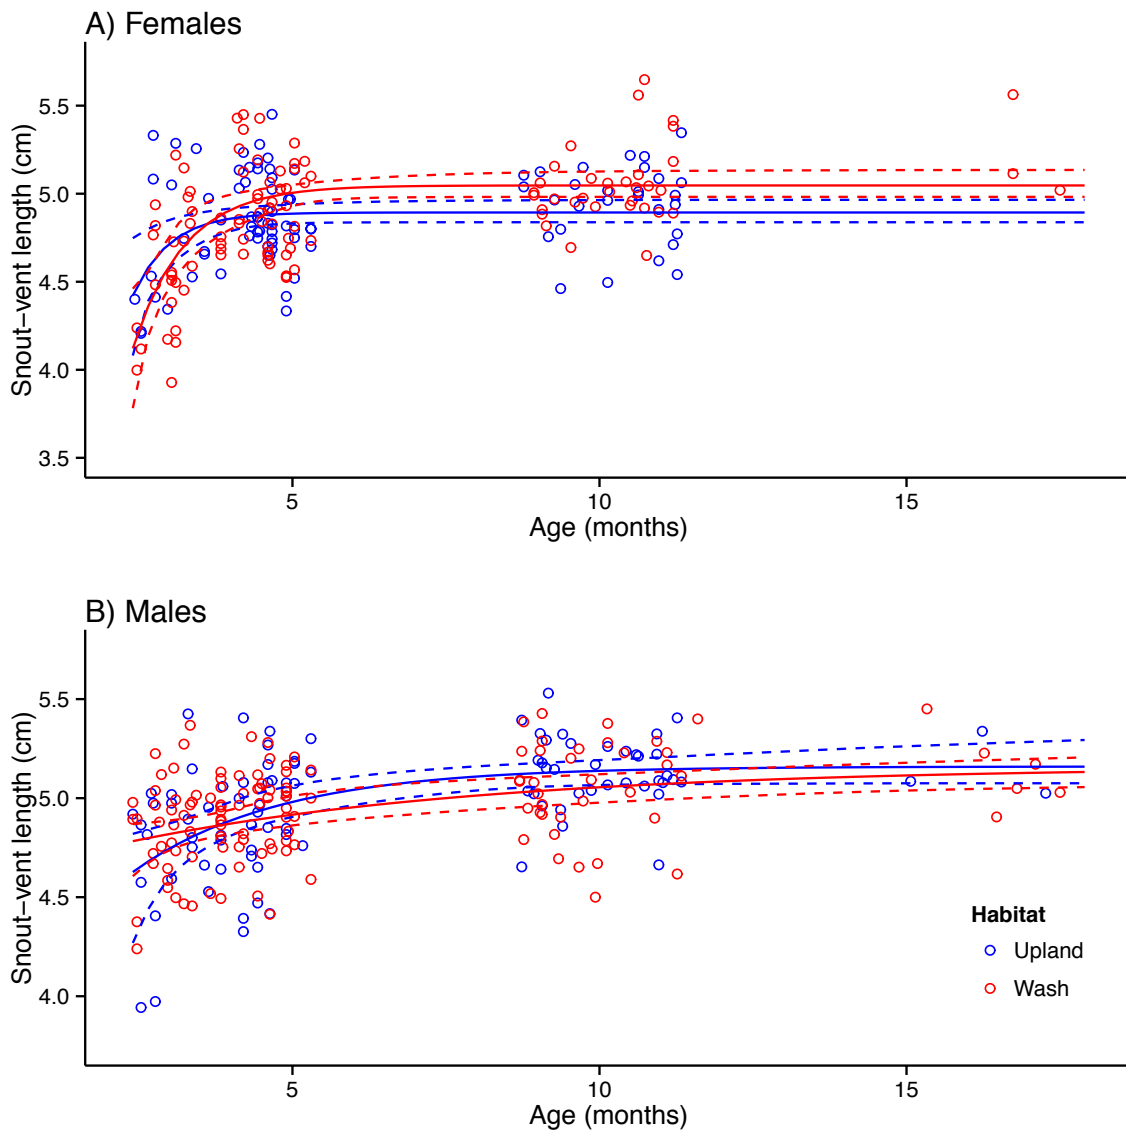 A) Females
Snout−vent length (cm)
5.5
5.0
4.5
4.0
3.5
5
10
15
Age (months)
B) Males
Snout−vent length (cm)
5.5
5.0
4.5
4.0
Habitat
Upland
Wash
5
10
15
Age (months)